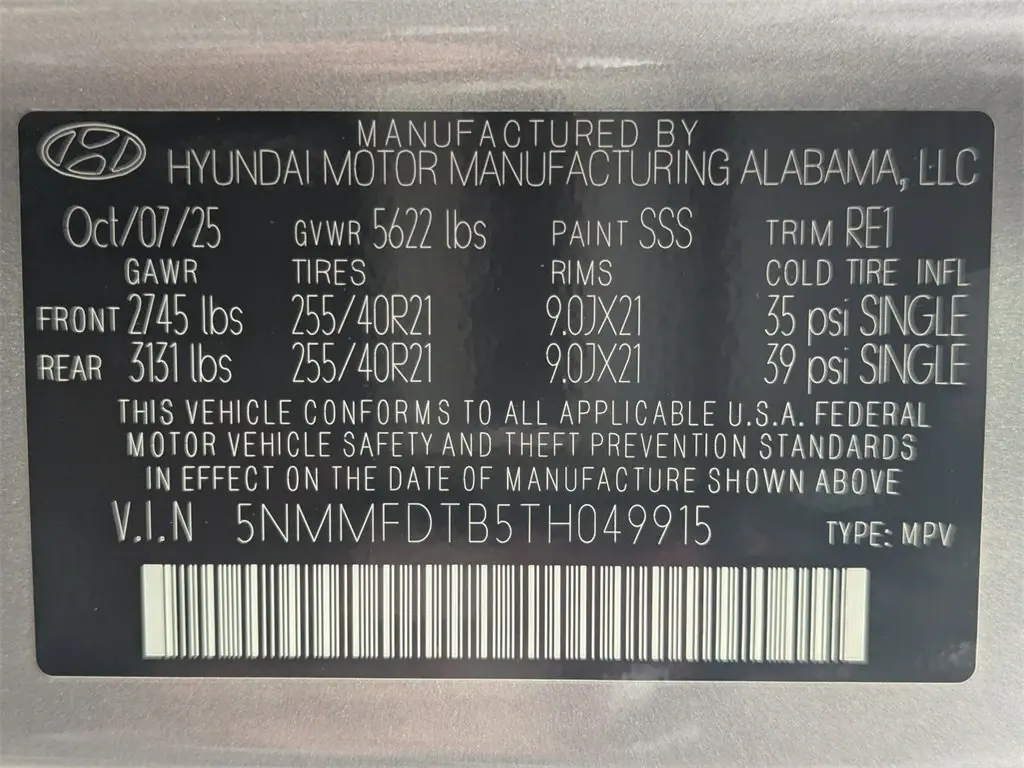 MANUFACTURED BY
HYUNDAI MOTOR MANUFACTURING ALABAMA, LLC
Oct/07/25 GVWR 5622 lbs PAINT SSS TRIM RE1
GAWR TIRES RIMS COLD TIRE INFL
FRONT 2745 lbs 255/40R21 9.0JX21 35 psi SINGLE
REAR 3131 lbs 255/40R21 9.0JX21 39 psi SINGLE
THIS VEHICLE CONFORMS TO ALL APPLICABLE U.S.A. FEDERAL
MOTOR VEHICLE SAFETY AND THEFT PREVENTION STANDARDS
IN EFFECT ON THE DATE OF MANUFACTURE SHOWN ABOVE
V.I.N 5NMMFDTB5TH049915 TYPE: MPV